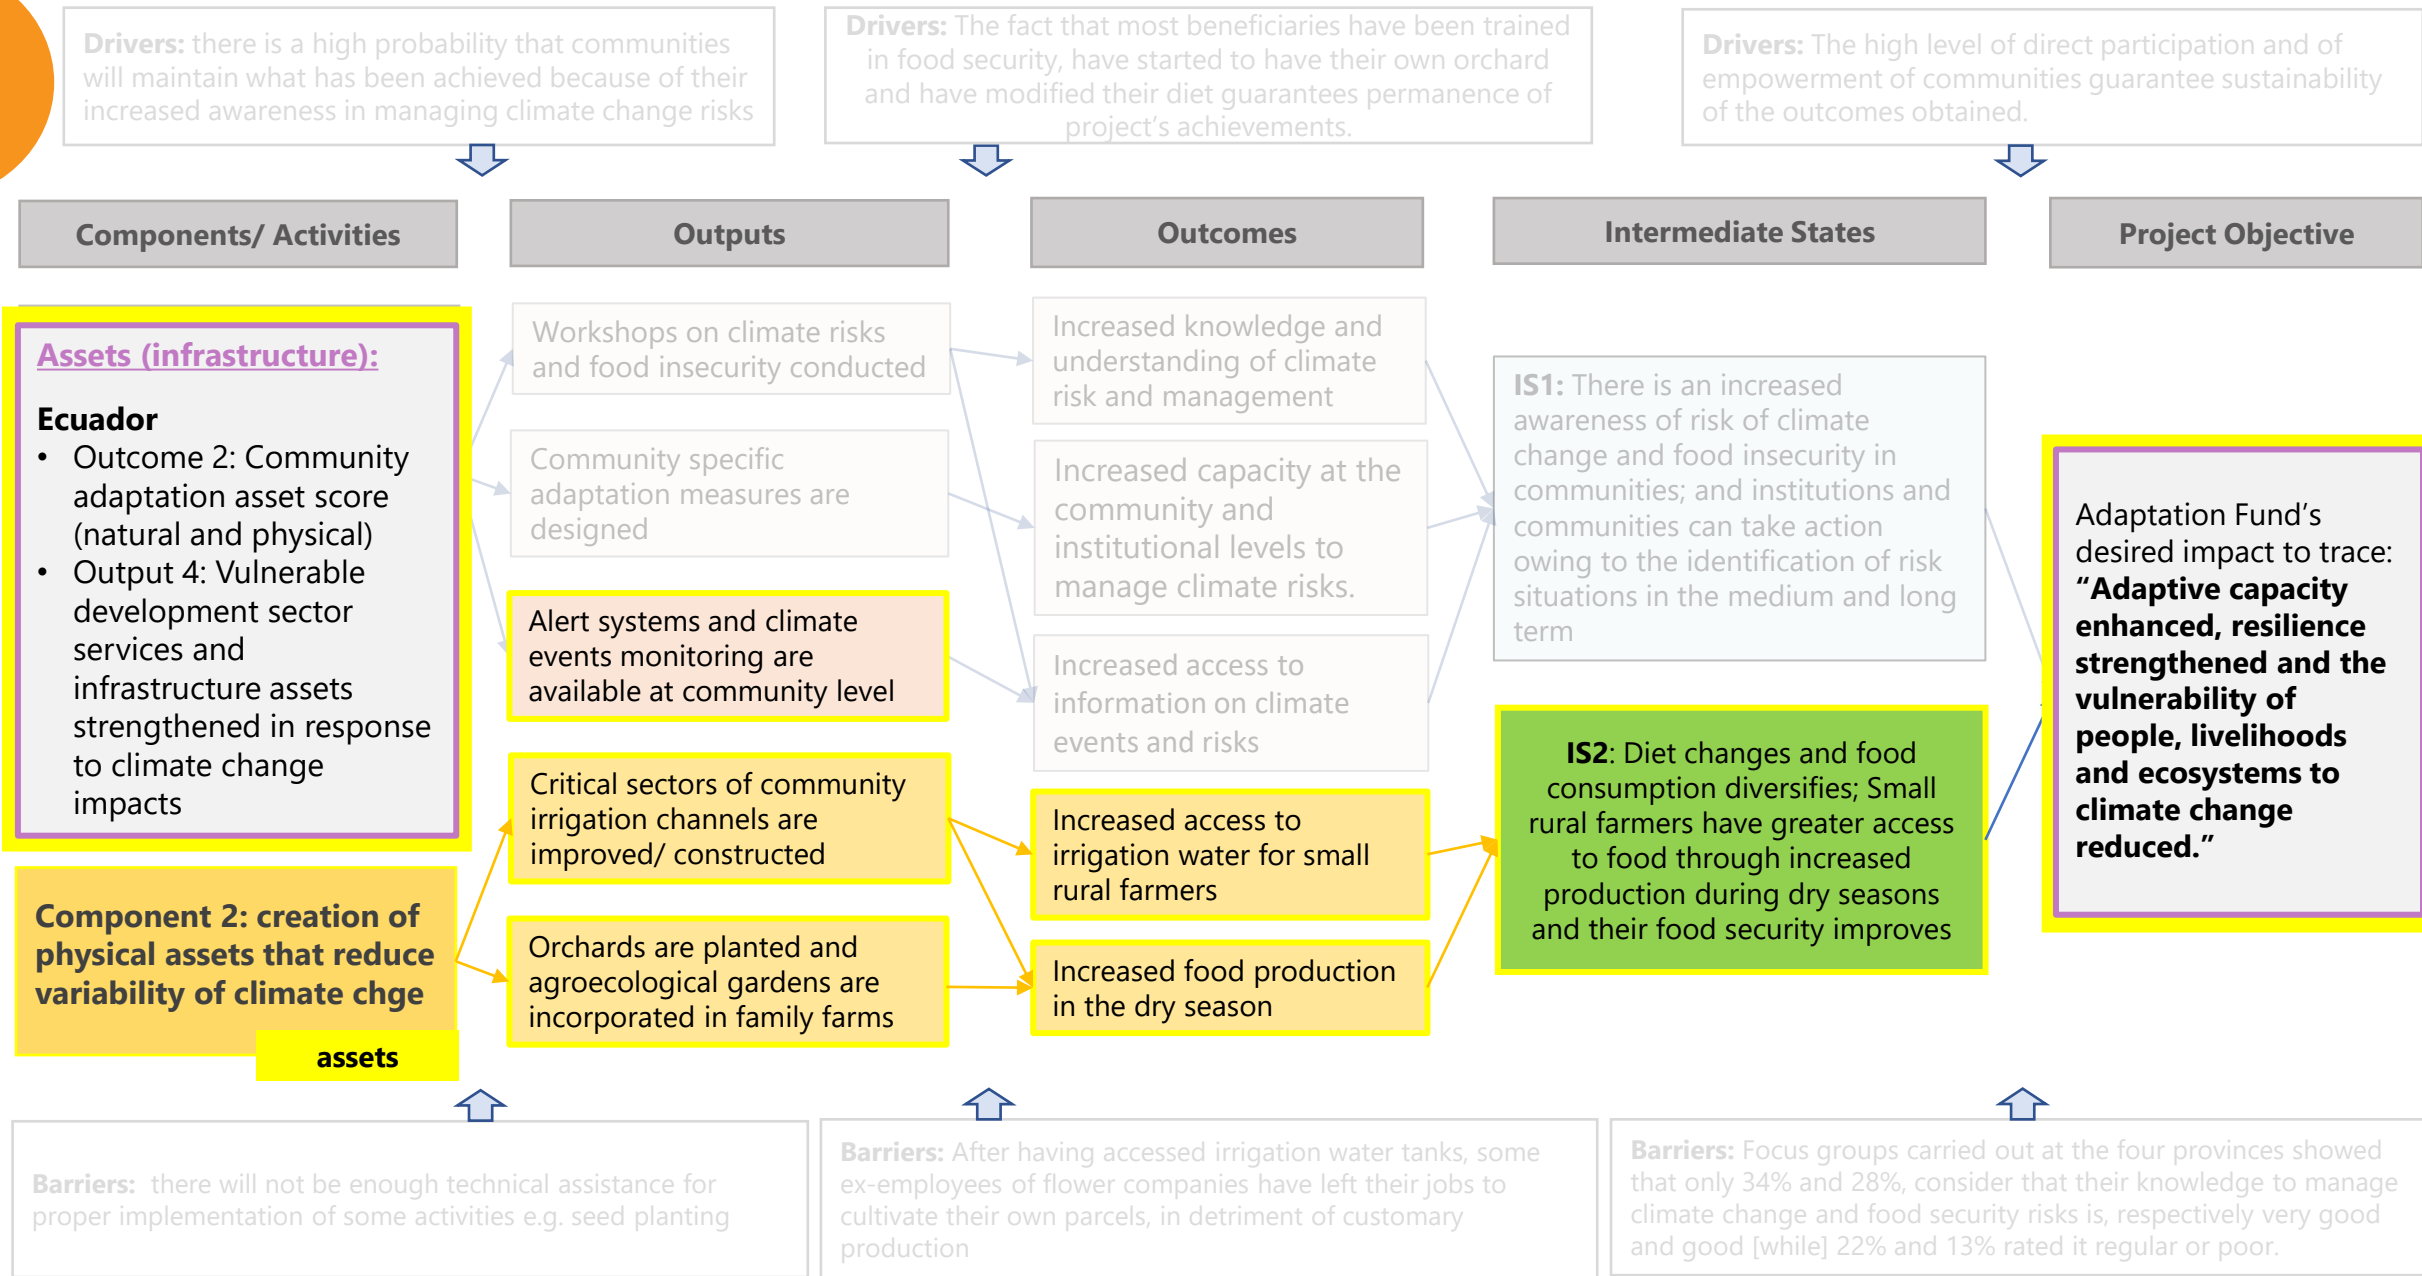 Drivers: there is a high probability that communities
will maintain what has been achieved because of their
increased awareness in managing climate change risks
Drivers: The fact that most beneficiaries have been trained
in food security, have started to have their own orchard
and have modified their diet guarantees permanence of
project's achievements.
Drivers: The high level of direct participation and of
empowerment of communities guarantee sustainability
of the outcomes obtained.
Components/ Activities
Outputs
Outcomes
Intermediate States
Project Objective
Assets (infrastructure):
Ecuador
• Outcome 2: Community
adaptation asset score
(natural and physical)
• Output 4: Vulnerable
development sector
services and
infrastructure assets
strengthened in response
to climate change
impacts
Component 2: creation of
physical assets that reduce
variability of climate chge
assets
Workshops on climate risks
and food insecurity conducted
Community specific
adaptation measures are
designed
Alert systems and climate
events monitoring are
available at community level
Critical sectors of community
irrigation channels are
improved/ constructed
Orchards are planted and
agroecological gardens are
incorporated in family farms
Increased knowledge and
understanding of climate
risk and management
Increased capacity at the
community and
institutional levels to
manage climate risks.
Increased access to
information on climate
events and risks
Increased access to
irrigation water for small
rural farmers
Increased food production
in the dry season
IS1: There is an increased
awareness of risk of climate
change and food insecurity in
communities; and institutions and
communities can take action
owing to the identification of risk
situations in the medium and long
term
IS2: Diet changes and food
consumption diversifies; Small
rural farmers have greater access
to food through increased
production during dry seasons
and their food security improves
Adaptation Fund's
desired impact to trace:
“Adaptive capacity
enhanced, resilience
strengthened and the
vulnerability of
people, livelihoods
and ecosystems to
climate change
reduced.”
Barriers: there will not be enough technical assistance for
proper implementation of some activities e.g. seed planting
Barriers: After having accessed irrigation water tanks, some
ex-employees of flower companies have left their jobs to
cultivate their own parcels, in detriment of customary
production
Barriers: Focus groups carried out at the four provinces showed
that only 34% and 28%, consider that their knowledge to manage
climate change and food security risks is, respectively very good
and good [while] 22% and 13% rated it regular or poor.